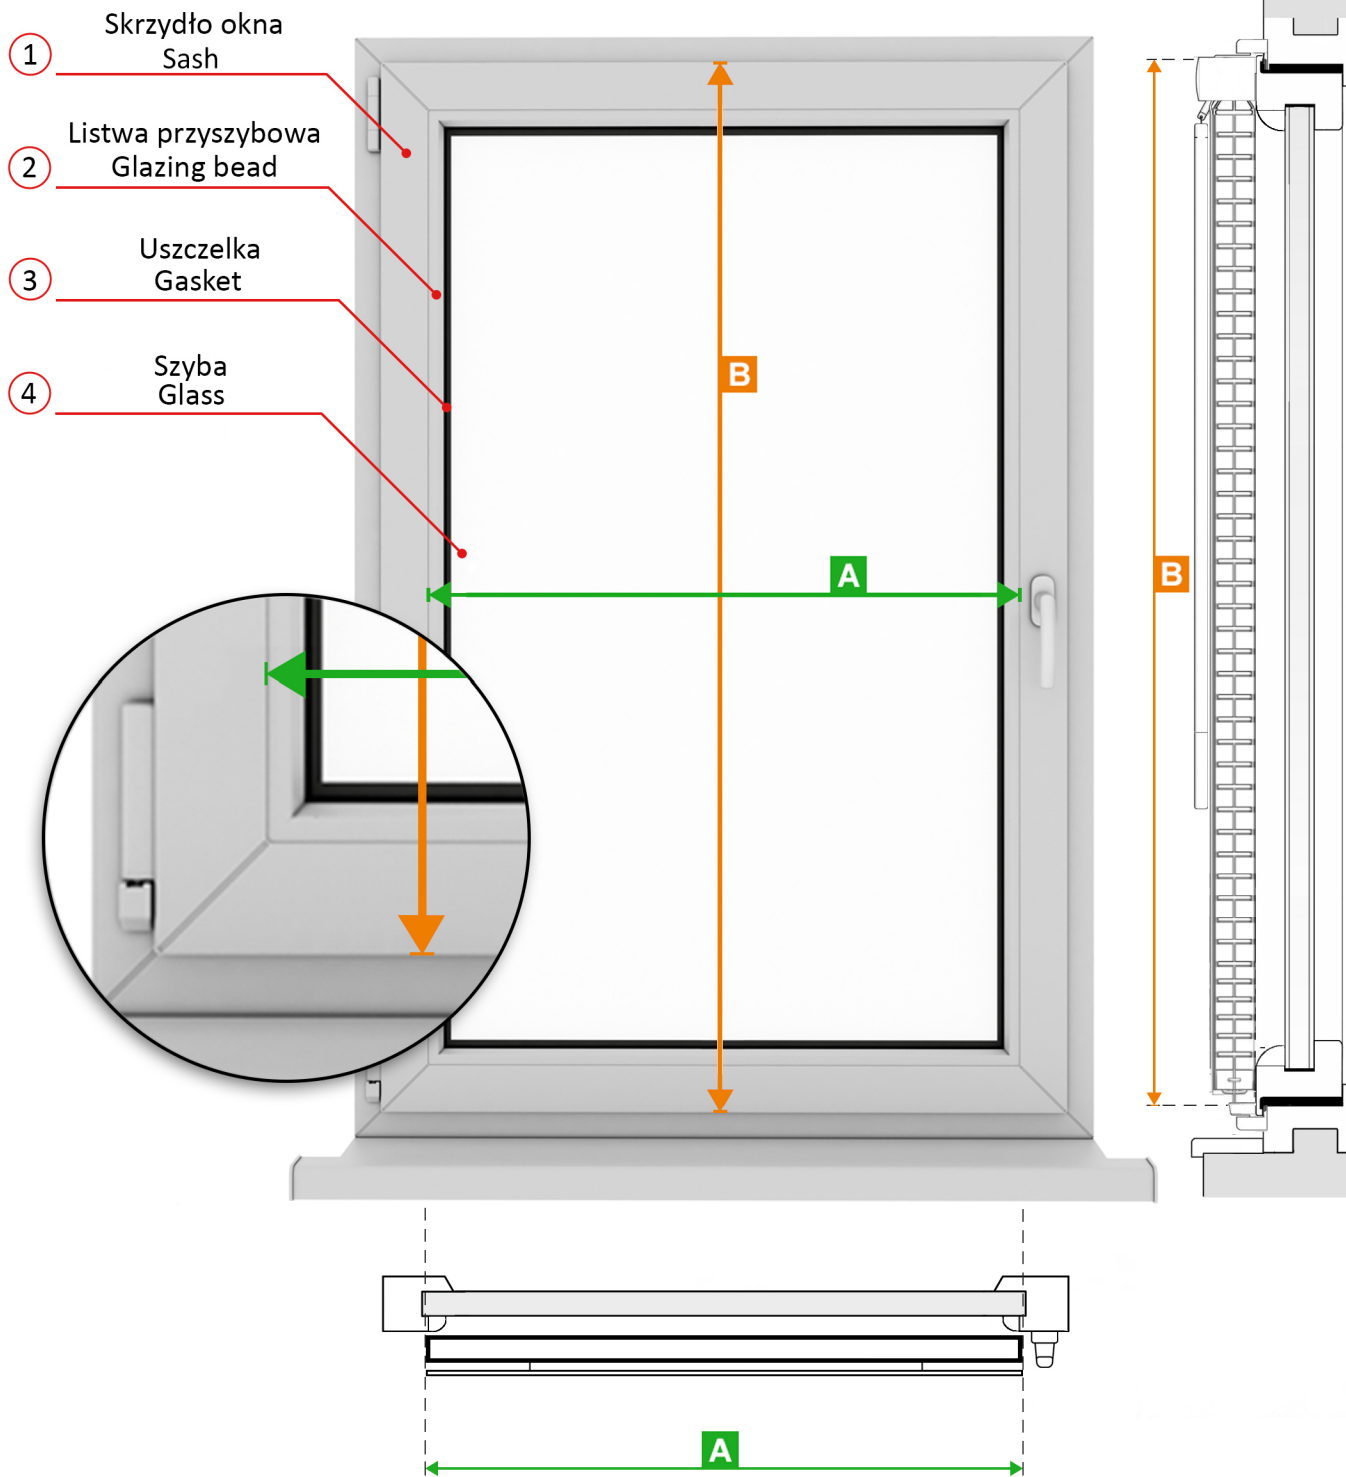 1
Skrzydło okna
Sash
2
Listwa przyszybowa
Glazing bead
3
Uszczelka
Gasket
4
Szyba
Glass
B
A
B
A